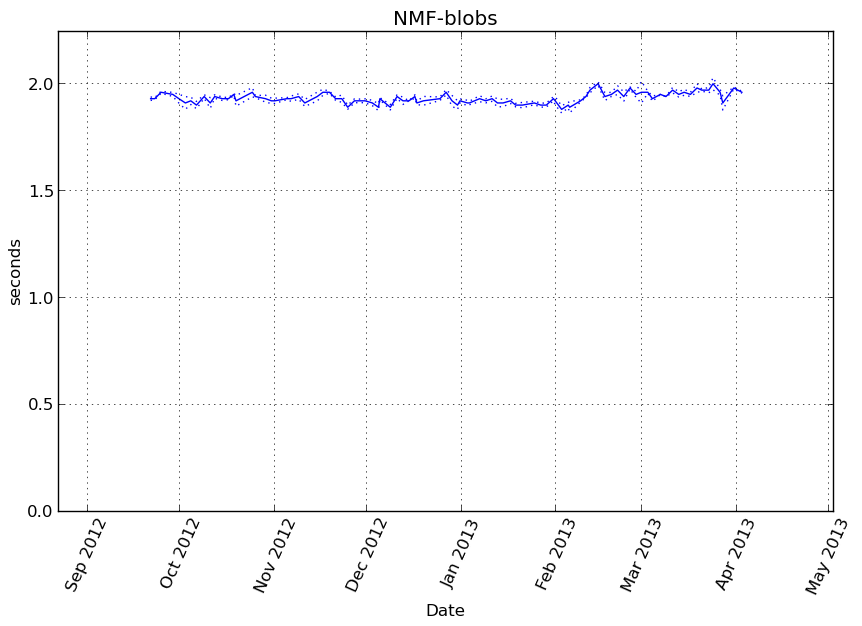 NMF-blobs
2.0
1.5
1.0
0.5
0.0
seconds
Sep 2012
Oct 2012
Nov 2012
Dec 2012
Jan 2013
Feb 2013
Mar 2013
Apr 2013
May 2013
Date